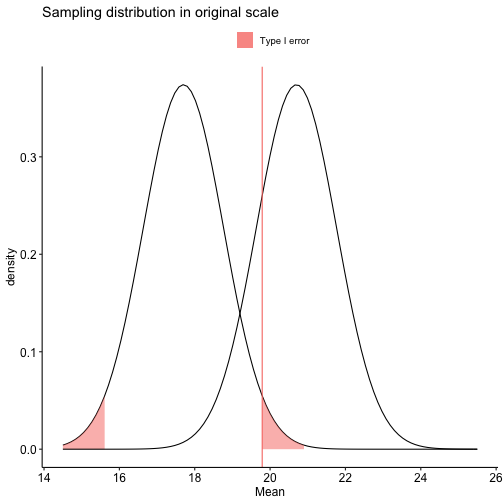 Sampling distribution in original scale
Type I error
density
0.3
0.2
0.1
0.0
14 16 18 20 22 24 26
Mean